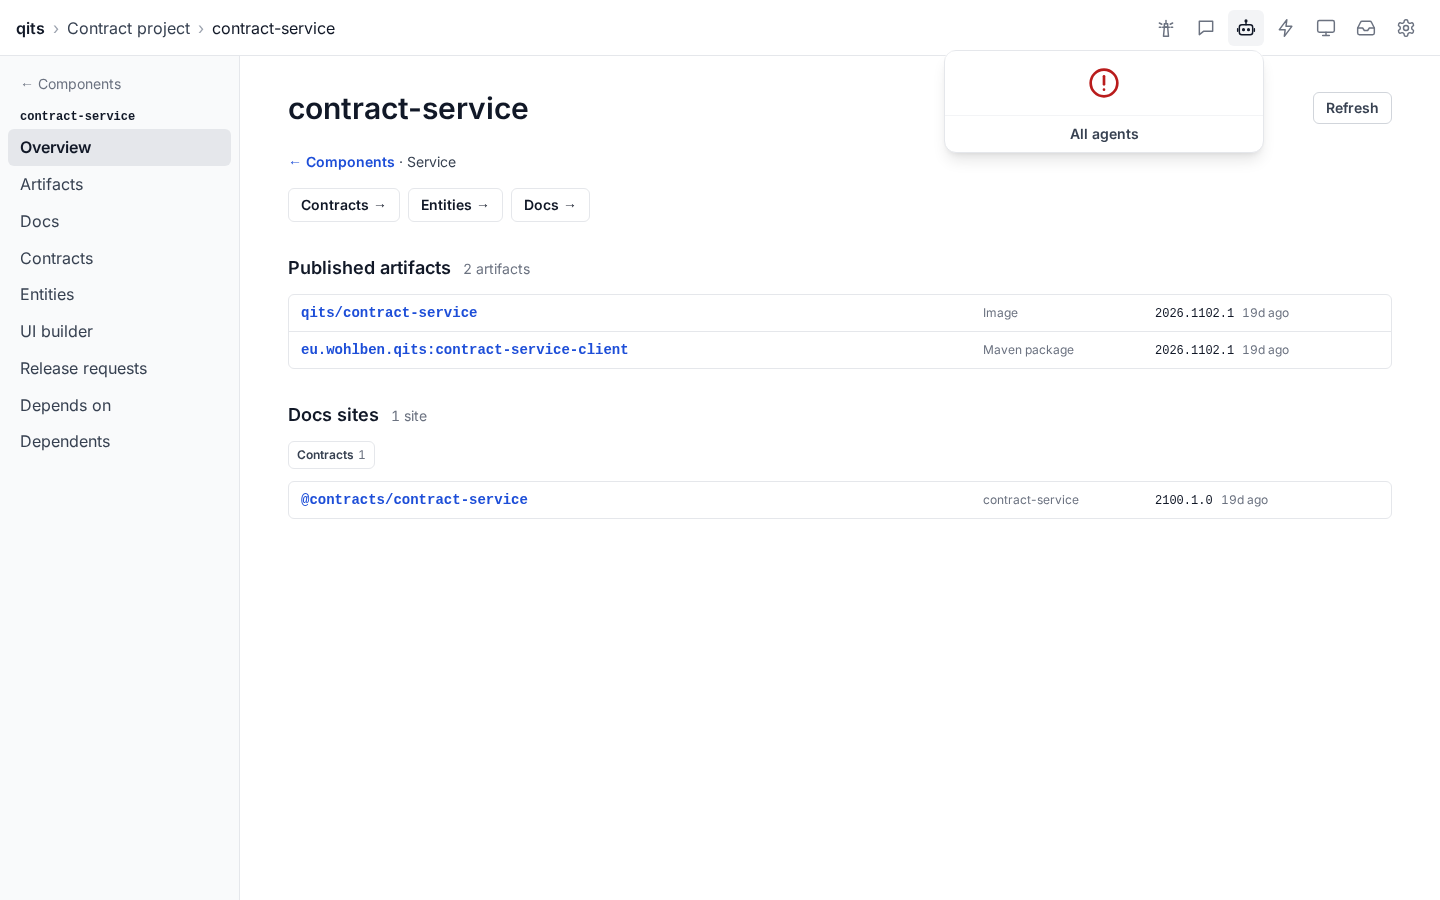 qits › Contract project › contract-service
← Components
contract-service
Overview
Artifacts
Docs
Contracts
Entities
UI builder
Release requests
Depends on
Dependents
All agents
contract-service
Refresh
← Components · Service
Contracts →
Entities →
Docs →
Published artifacts 2 artifacts
qits/contract-service Image 2026.1102.1 19d ago
eu.wohlben.qits:contract-service-client Maven package 2026.1102.1 19d ago
Docs sites 1 site
Contracts 1
@contracts/contract-service contract-service 2100.1.0 19d ago